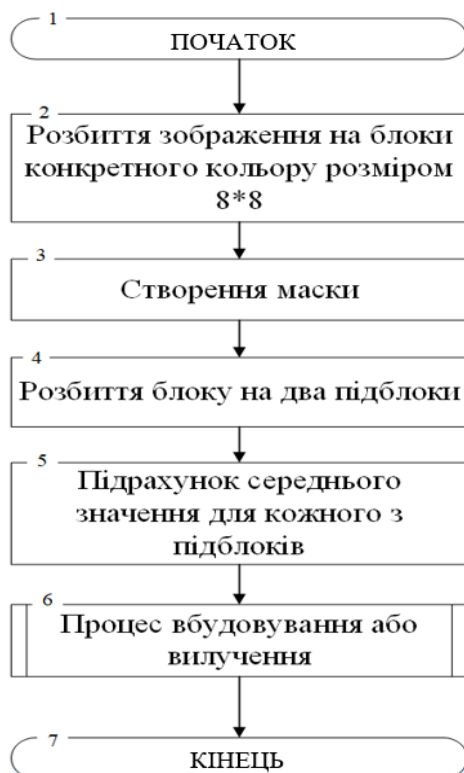 1
ПОЧАТОК
2
Розбиття зображення на блоки
конкретного кольору розміром
8*8
3
Створення маски
4
Розбиття блоку на два підблоки
5
Підрахунок середнього
значення для кожного з
підблоків
6
Процес вбудовування або
вилучення
7
КІНЕЦЬ